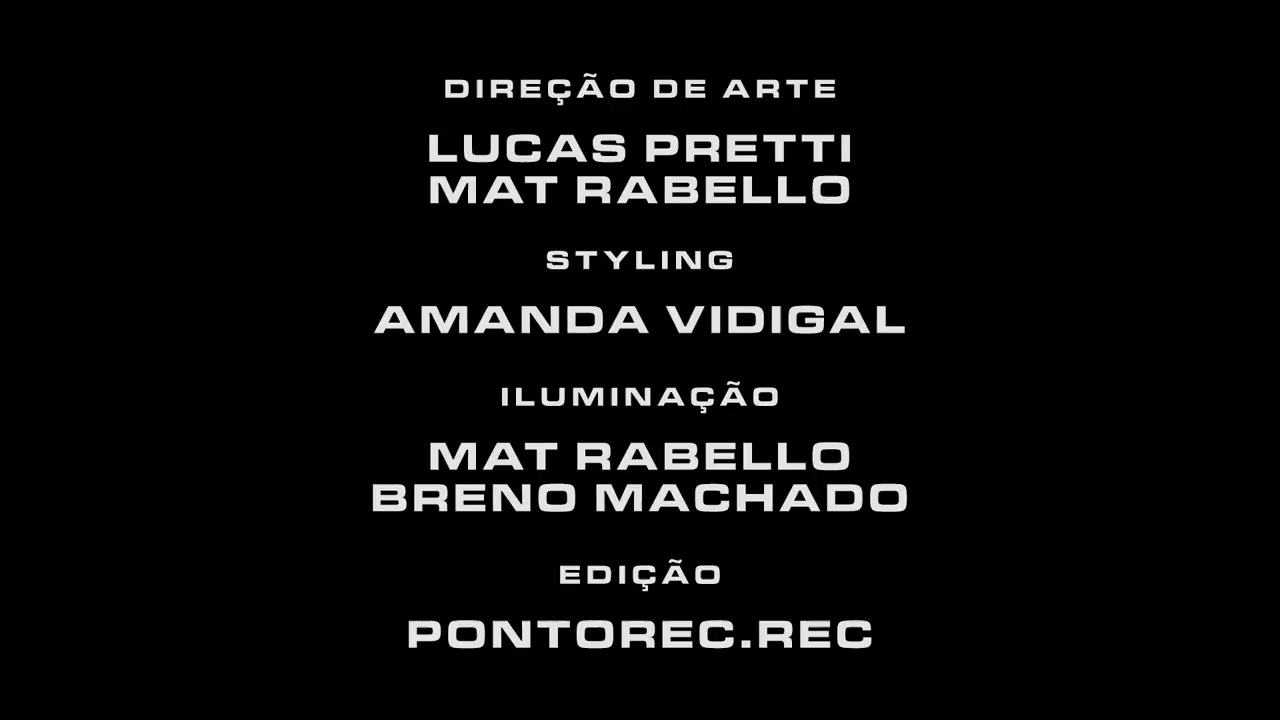 DIREÇÃO DE ARTE
LUCAS PRETTI
MAT RABELLO
STYLING
AMANDA VIDIGAL
ILUMINAÇÃO
MAT RABELLO
BRENO MACHADO
EDIÇÃO
PONTOREC.REC